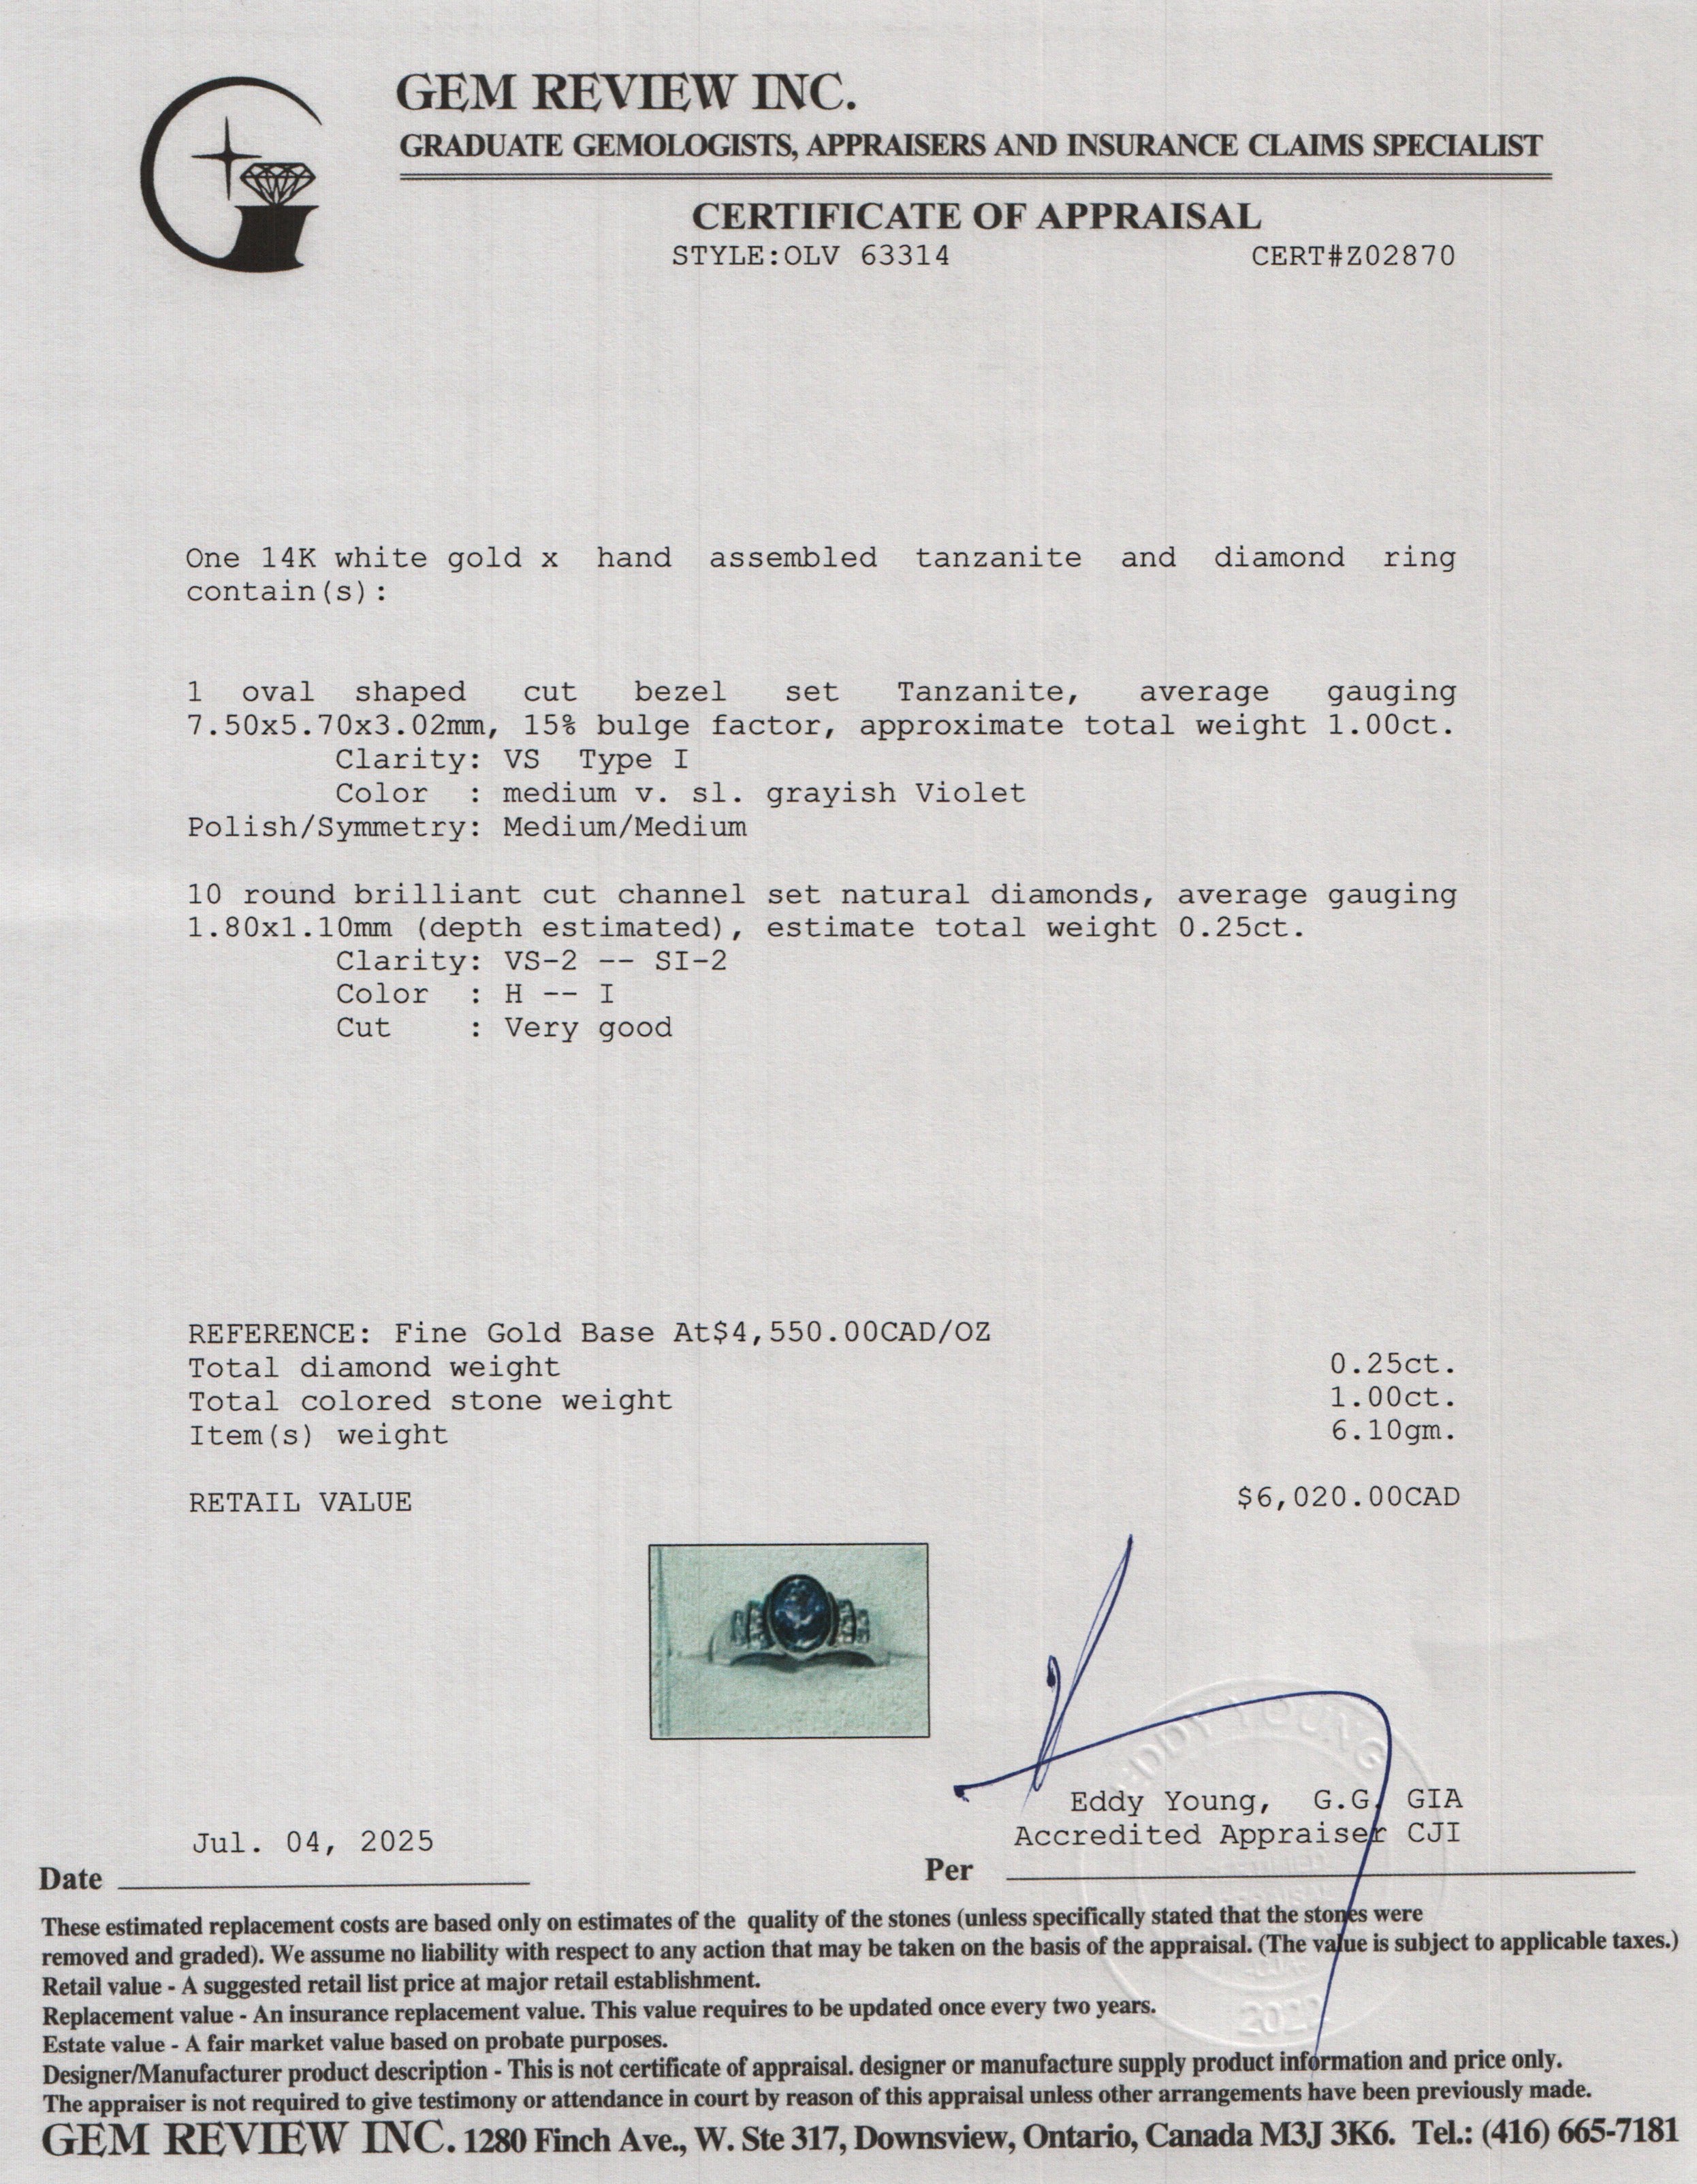 GEM REVIEW INC.
GRADUATE GEMOLOGISTS, APPRAISERS AND INSURANCE CLAIMS SPECIALIST
CERTIFICATE OF APPRAISAL
STYLE:OLV 63314 CERT#Z02870
One 14K white gold x hand assembled tanzanite and diamond ring
contain(s):
1 oval shaped cut bezel set Tanzanite, average gauging
7.50x5.70x3.02mm, 15% bulge factor, approximate total weight 1.00ct.
Clarity: VS Type I
Color : medium v. sl. grayish Violet
Polish/Symmetry: Medium/Medium
10 round brilliant cut channel set natural diamonds, average gauging
1.80x1.10mm (depth estimated), estimate total weight 0.25ct.
Clarity: VS-2 -- SI-2
Color : H -- I
Cut : Very good
REFERENCE: Fine Gold Base At$4,550.00CAD/OZ
Total diamond weight 0.25ct.
Total colored stone weight 1.00ct.
Item(s) weight 6.10gm.
RETAIL VALUE $6,020.00CAD
EDDY YOUNG
Eddy Young, G.G. GIA
Accredited Appraiser CJI
Jul. 04, 2025
Date
Per
These estimated replacement costs are based only on estimates of the quality of the stones (unless specifically stated that the stones were
removed and graded). We assume no liability with respect to any action that may be taken on the basis of the appraisal. (The value is subject to applicable taxes.)
Retail value - A suggested retail list price at major retail establishment.
Replacement value - An insurance replacement value. This value requires to be updated once every two years.
Estate value - A fair market value based on probate purposes.
Designer/Manufacturer product description - This is not certificate of appraisal. designer or manufacture supply product information and price only.
The appraiser is not required to give testimony or attendance in court by reason of this appraisal unless other arrangements have been previously made.
GEM REVIEW INC. 1280 Finch Ave., W. Ste 317, Downsview, Ontario, Canada M3J 3K6. Tel.: (416) 665-7181